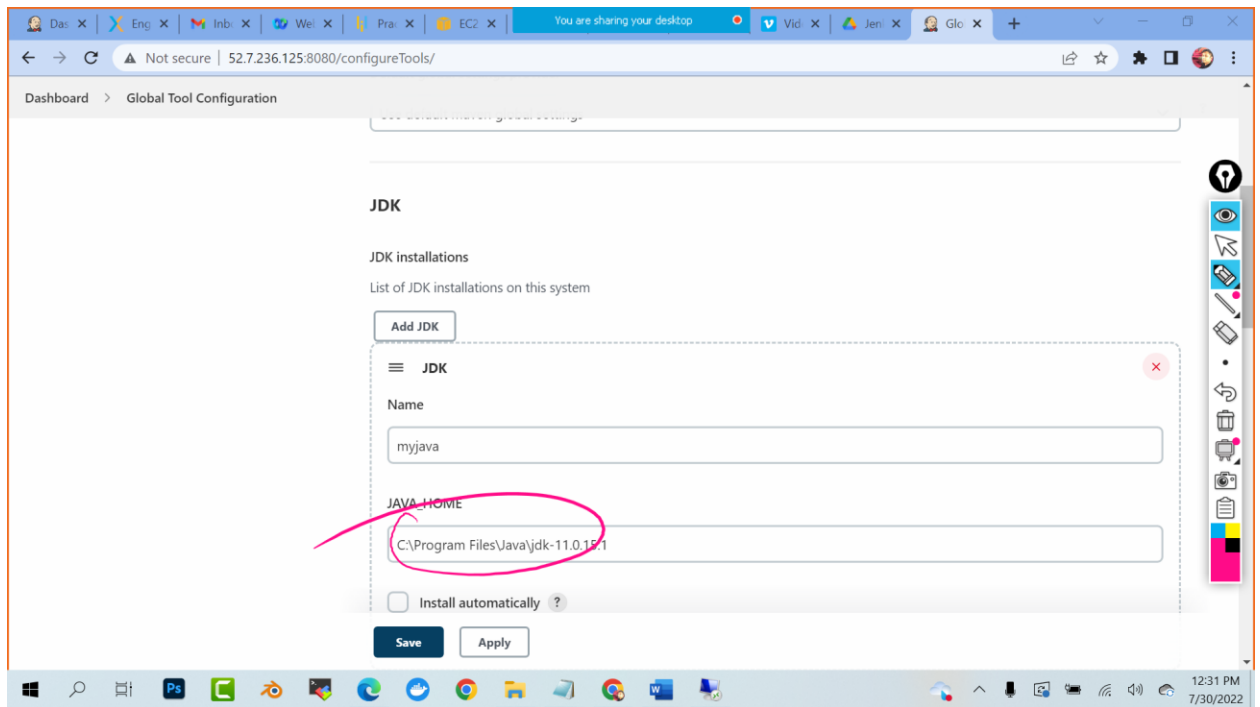 Das
Eng
Inb
Wel
Prac
EC2
You are sharing your desktop
Vid
Jen
Glo
Not secure | 52.7.236.125:8080/configureTools/
Dashboard > Global Tool Configuration
JDK
JDK installations
List of JDK installations on this system
Add JDK
JDK
Name
myjava
JAVA_HOME
C:\Program Files\Java\jdk-11.0.15.1
Install automatically ?
Save Apply
Ps
12:31 PM
7/30/2022